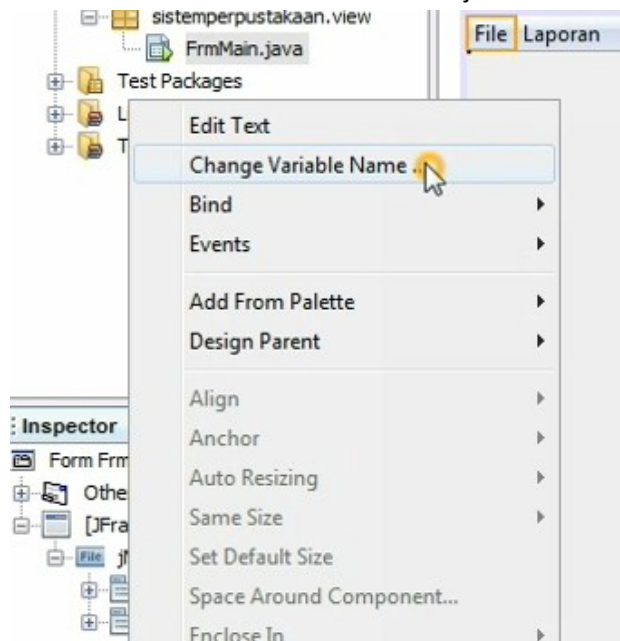 sistemperpustakaan.view
FrmMain.java
Test Packages
L
T
File Laporan
Edit Text
Change Variable Name ...
Bind
Events
Add From Palette
Design Parent
Align
Anchor
Auto Resizing
Same Size
Set Default Size
Space Around Component...
Enclose In
Inspector
Form Frm
Othe
[JFra
File